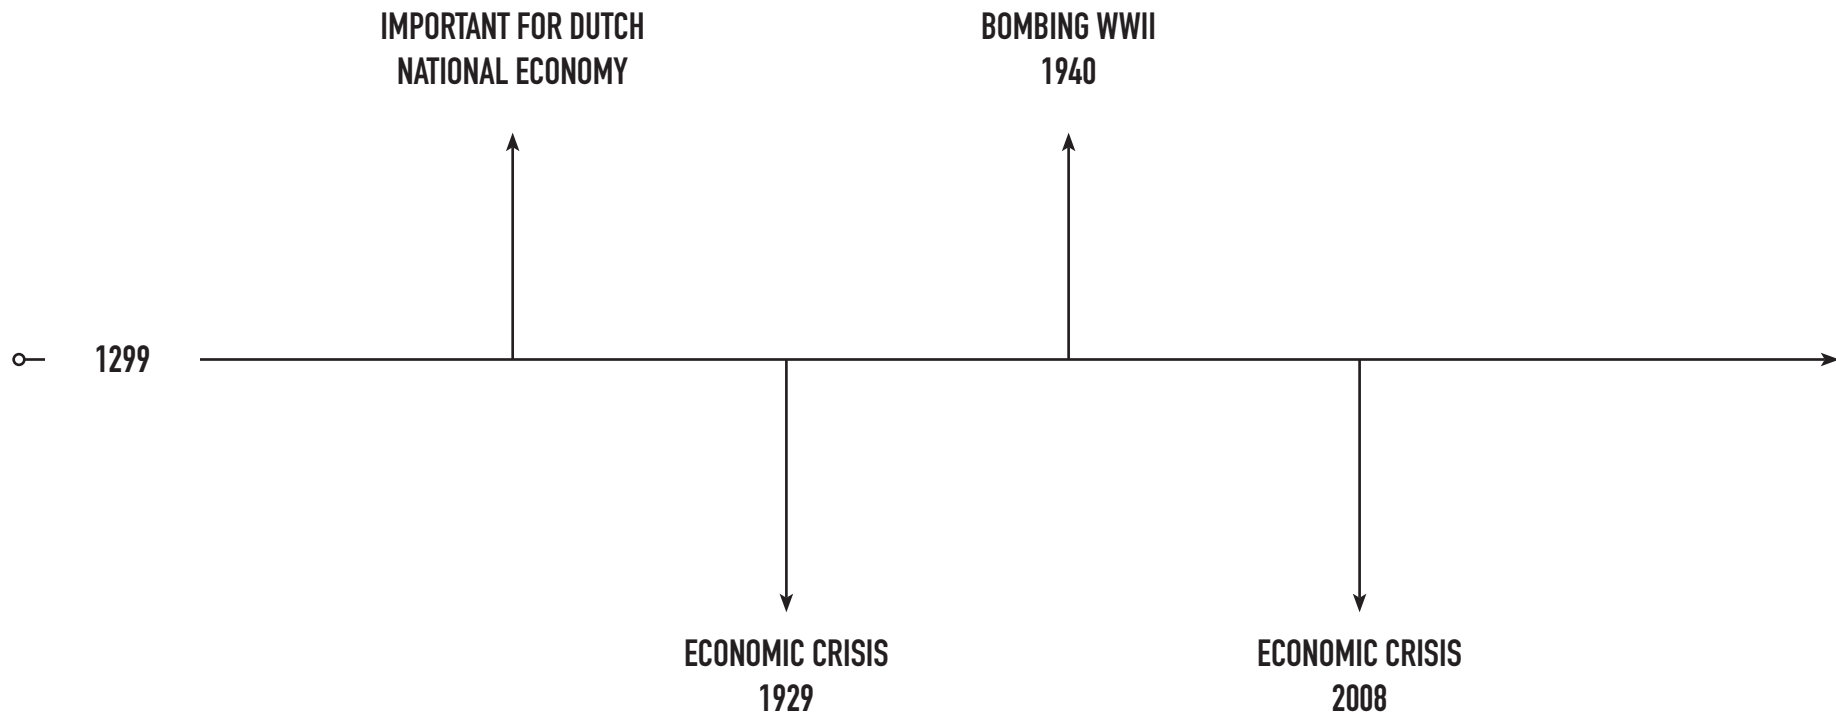 IMPORTANT FOR DUTCH
NATIONAL ECONOMY
BOMBING WWII
1940
1299
ECONOMIC CRISIS
1929
ECONOMIC CRISIS
2008